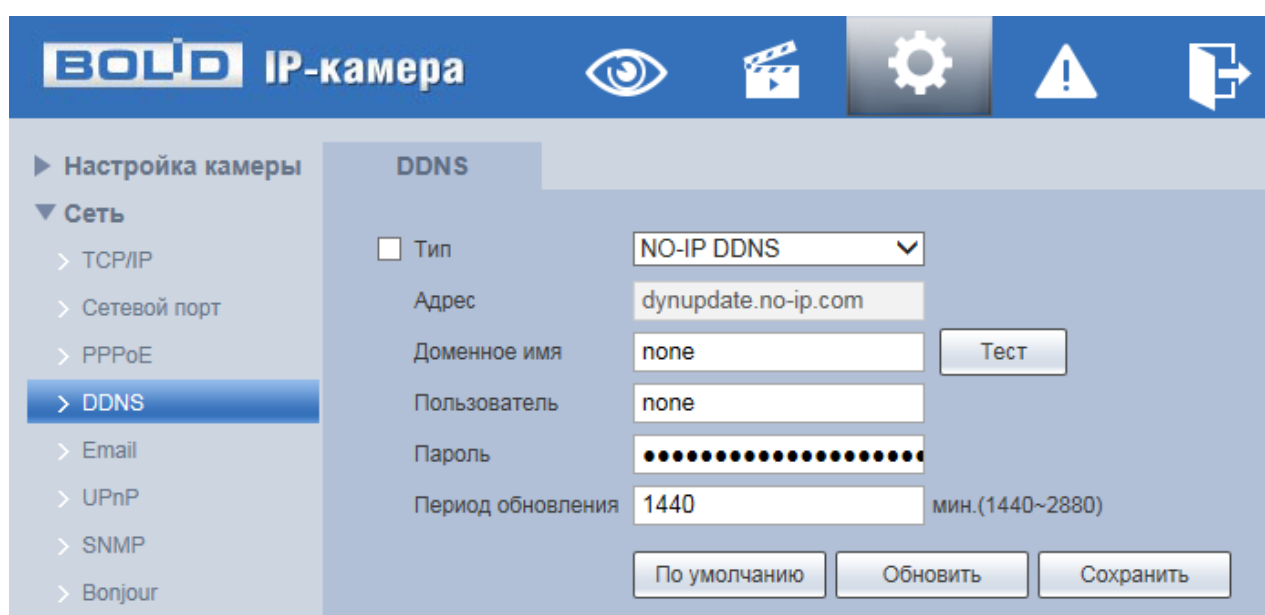 BOLID IP-камера
Настройка камеры
DDNS
Сеть
TCP/IP
Сетевой порт
PPPoE
DDNS
Email
UPnP
SNMP
Bonjour
Тип NO-IP DDNS
Адрес dynupdate.no-ip.com
Доменное имя none Тест
Пользователь none
Пароль ●●●●●●●●●●●●●●●●●●●●
Период обновления 1440 мин.(1440~2880)
По умолчанию Обновить Сохранить